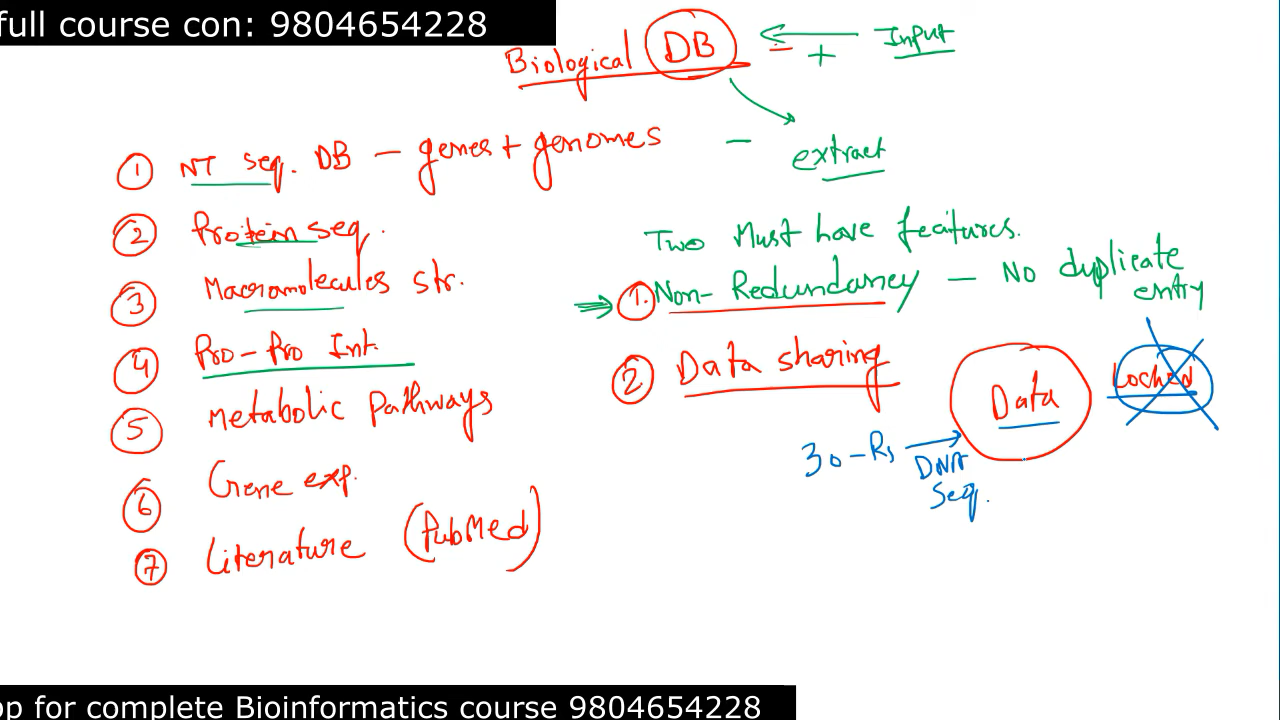 full course con: 9804654228
Biological DB
+
Input
extract
1 NT seq. DB - genes + genomes -
2 Protein seq.
3 Macromolecules str.
4 Pro-Pro Int.
5 Metabolic Pathways
6 Gene exp.
7 Literature (PubMed)
Two Must have features.
1. Non-Redundancy - No duplicate
entry
2 Data sharing
Data
Locked
30-Rs
DNA
Seq.
op for complete Bioinformatics course 9804654228